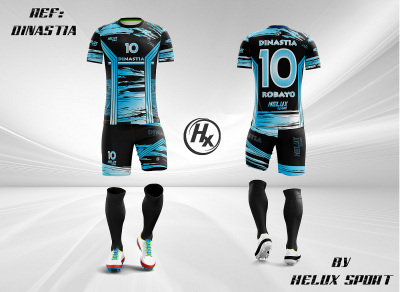 REF:
DINASTIA
10
DINASTIA
DINASTIA
10
ROBAYO
HELUX
HX
10
BY
HELUX SPORT